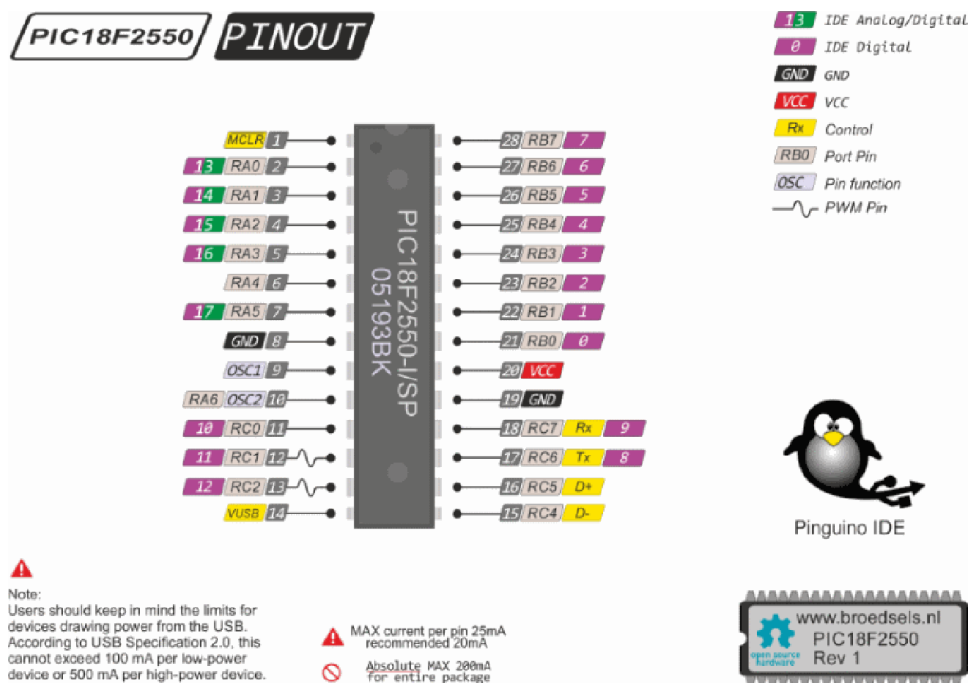 PIC18F2550 PINOUT
13 IDE Analog/Digital
0 IDE Digital
GND GND
VCC VCC
Rx Control
RB0 Port Pin
OSC Pin function
PWM Pin
MCLR 1
13 RA0 2
14 RA1 3
15 RA2 4
16 RA3 5
RA4 6
17 RA5 7
GND 8
OSC1 9
RA6 OSC2 10
10 RC0 11
11 RC1 12
12 RC2 13
VUSB 14
PIC18F2550-I/SP
05193BK
28 RB7 7
27 RB6 6
26 RB5 5
25 RB4 4
24 RB3 3
23 RB2 2
22 RB1 1
21 RB0 0
20 VCC
19 GND
18 RC7 Rx 9
17 RC6 Tx 8
16 RC5 D+
15 RC4 D-
Pinguino IDE
Note:
Users should keep in mind the limits for
devices drawing power from the USB.
According to USB Specification 2.0, this
cannot exceed 100 mA per low-power
device or 500 mA per high-power device.
MAX current per pin 25mA
recommended 20mA
Absolute MAX 200mA
for entire package
www.broedsels.nl
PIC18F2550
Rev 1
open source
hardware